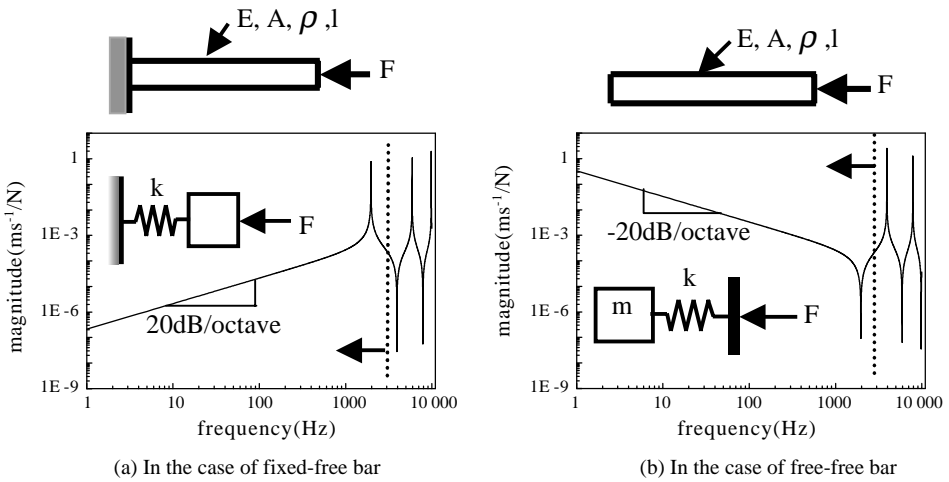 E, A, ρ ,l
F
1
1E-3
1E-6
1E-9
magnitude(ms⁻¹/N)
k
F
20dB/octave
1
10
100
1000
10 000
frequency(Hz)
(a) In the case of fixed-free bar
E, A, ρ ,l
F
1
1E-3
1E-6
1E-9
magnitude(ms⁻¹/N)
-20dB/octave
k
m
F
1
10
100
1000
10 000
frequency(Hz)
(b) In the case of free-free bar